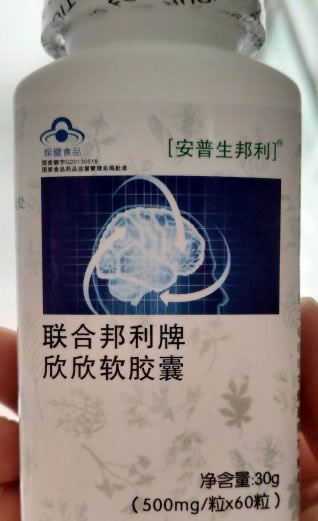 保健食品
国食健字G20130518
国家食品药品监督管理总局批准
[安普生邦利]®
联合邦利牌
欣欣软胶囊
净含量:30g
(500mg/粒x60粒)